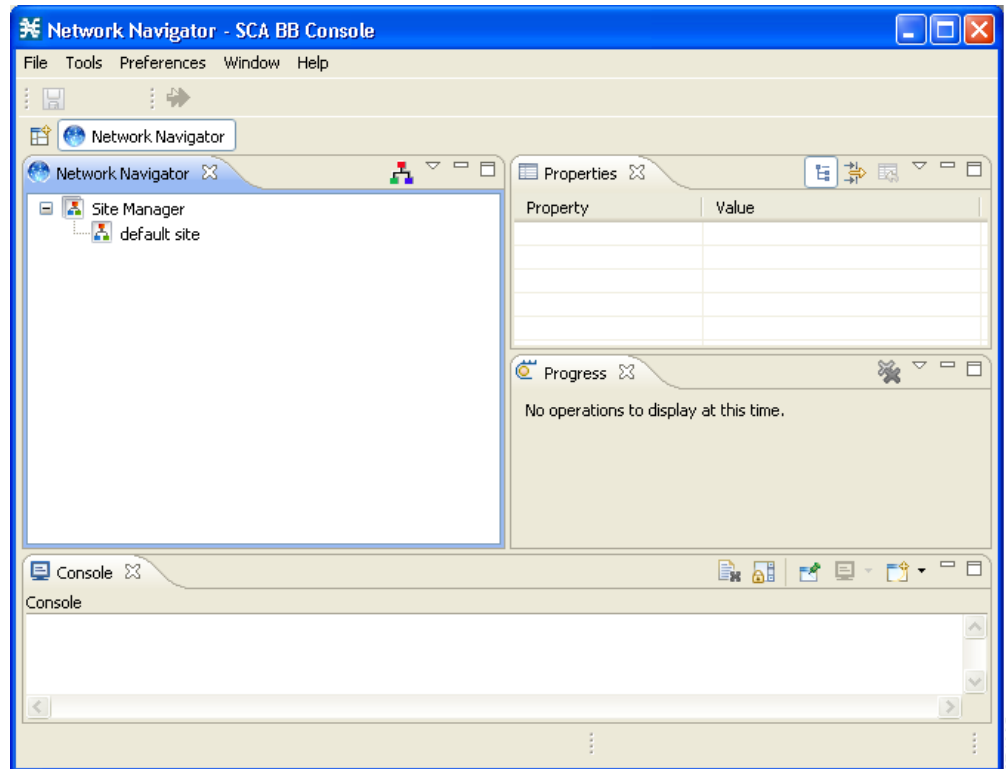 Network Navigator - SCA BB Console
File Tools Preferences Window Help
Network Navigator
Network Navigator
Site Manager
default site
Properties
Property Value
Progress
No operations to display at this time.
Console
Console